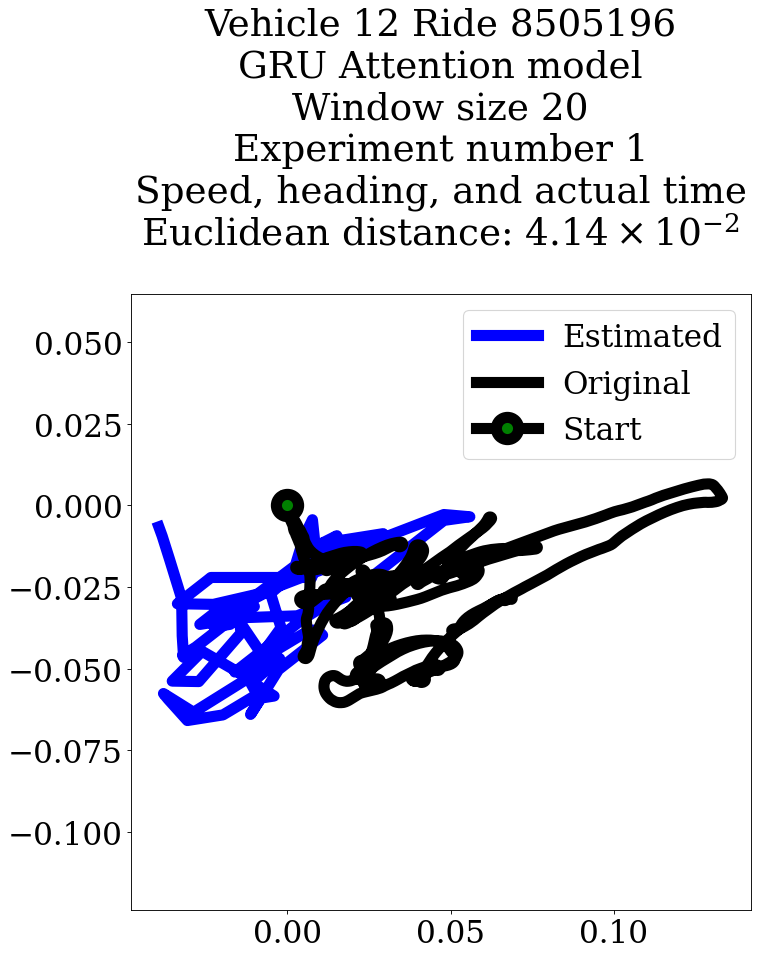 Vehicle 12 Ride 8505196
GRU Attention model
Window size 20
Experiment number 1
Speed, heading, and actual time
Euclidean distance: 4.14 × 10⁻²
Estimated
Original
Start
0.050
0.025
0.000
−0.025
−0.050
−0.075
−0.100
0.00 0.05 0.10